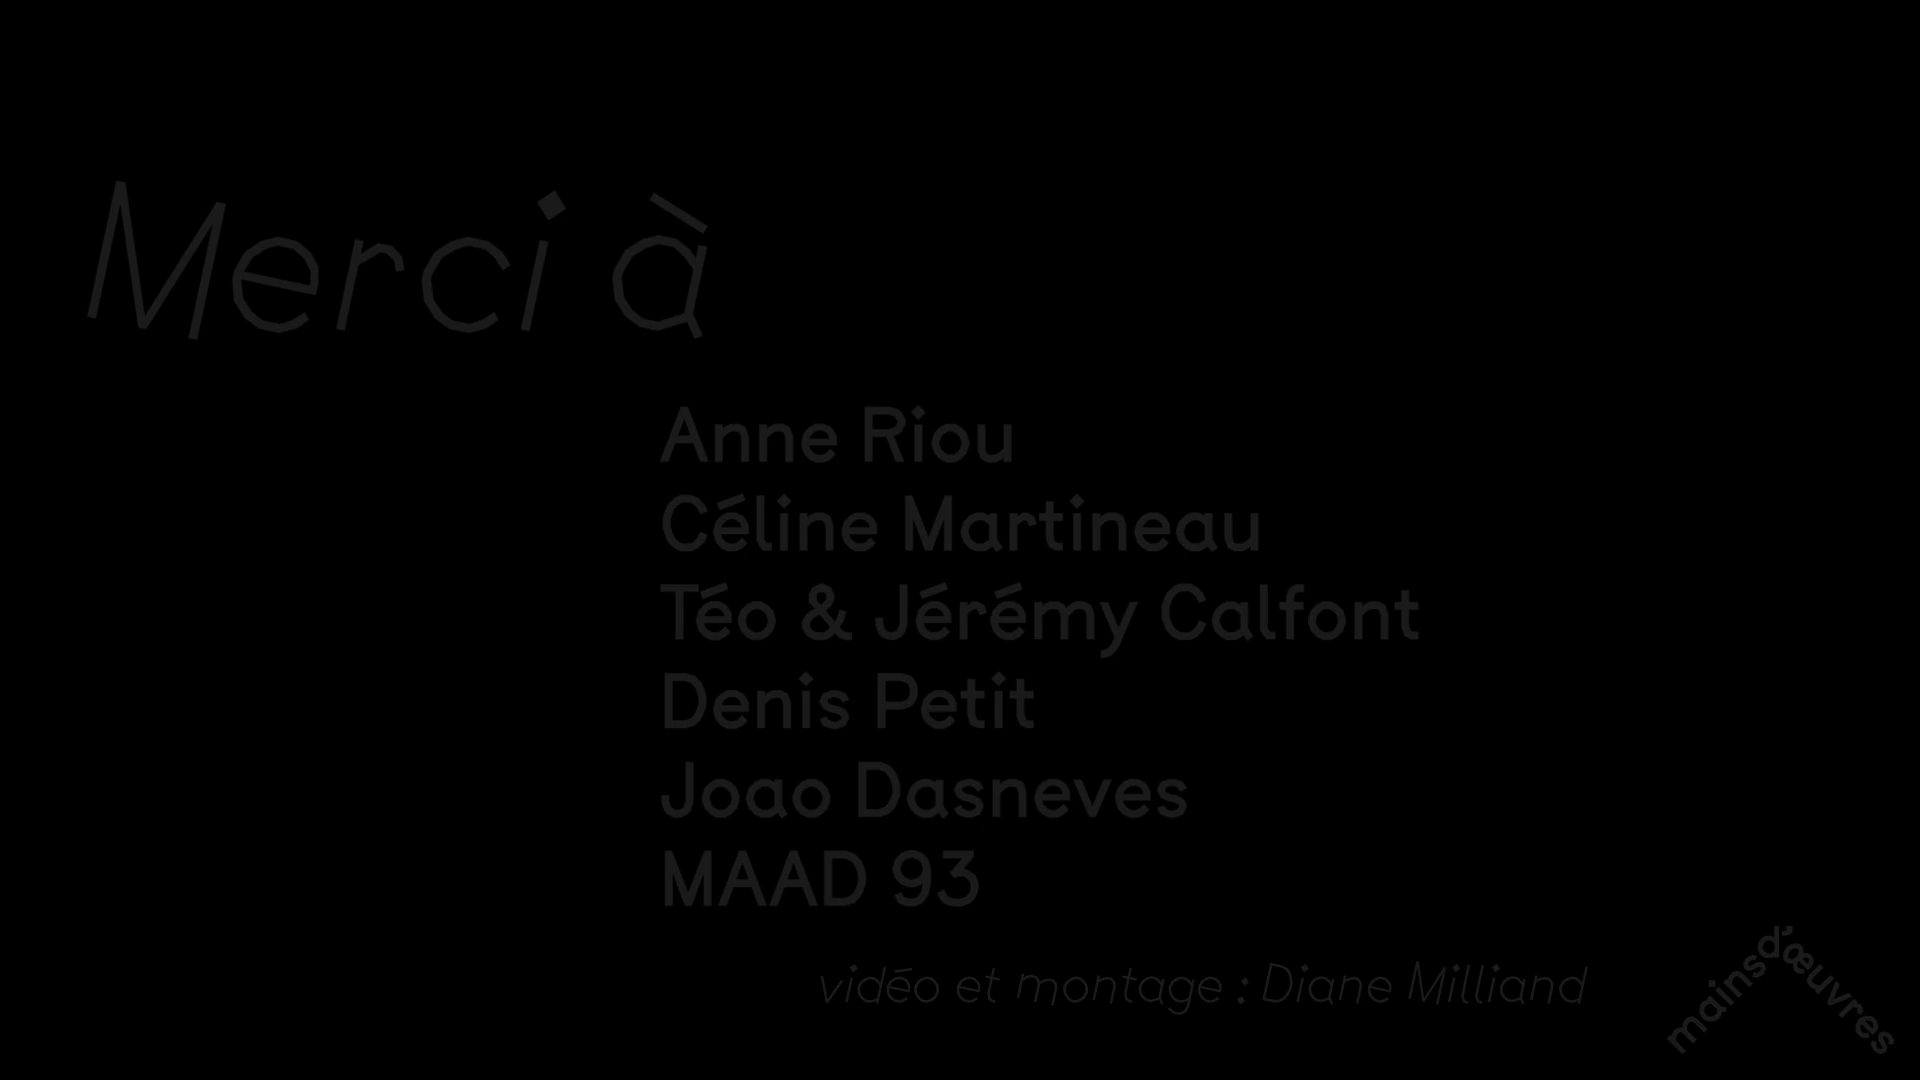 Merci à
Anne Riou
Céline Martineau
Téo & Jérémy Calfont
Denis Petit
Joao Dasneves
MAAD 93
vidéo et montage : Diane Milliand
mains d'œuvres